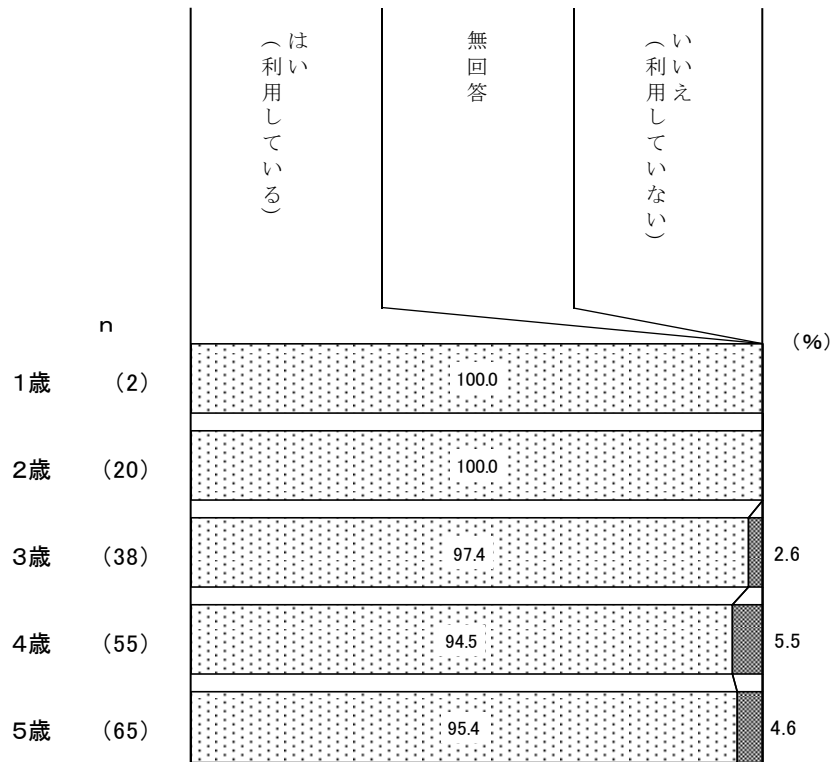 はい
（利用している）
無回答
いいえ
（利用していない）
n
（%）
1歳 （2） 100.0
2歳 （20） 100.0
3歳 （38） 97.4 2.6
4歳 （55） 94.5 5.5
5歳 （65） 95.4 4.6